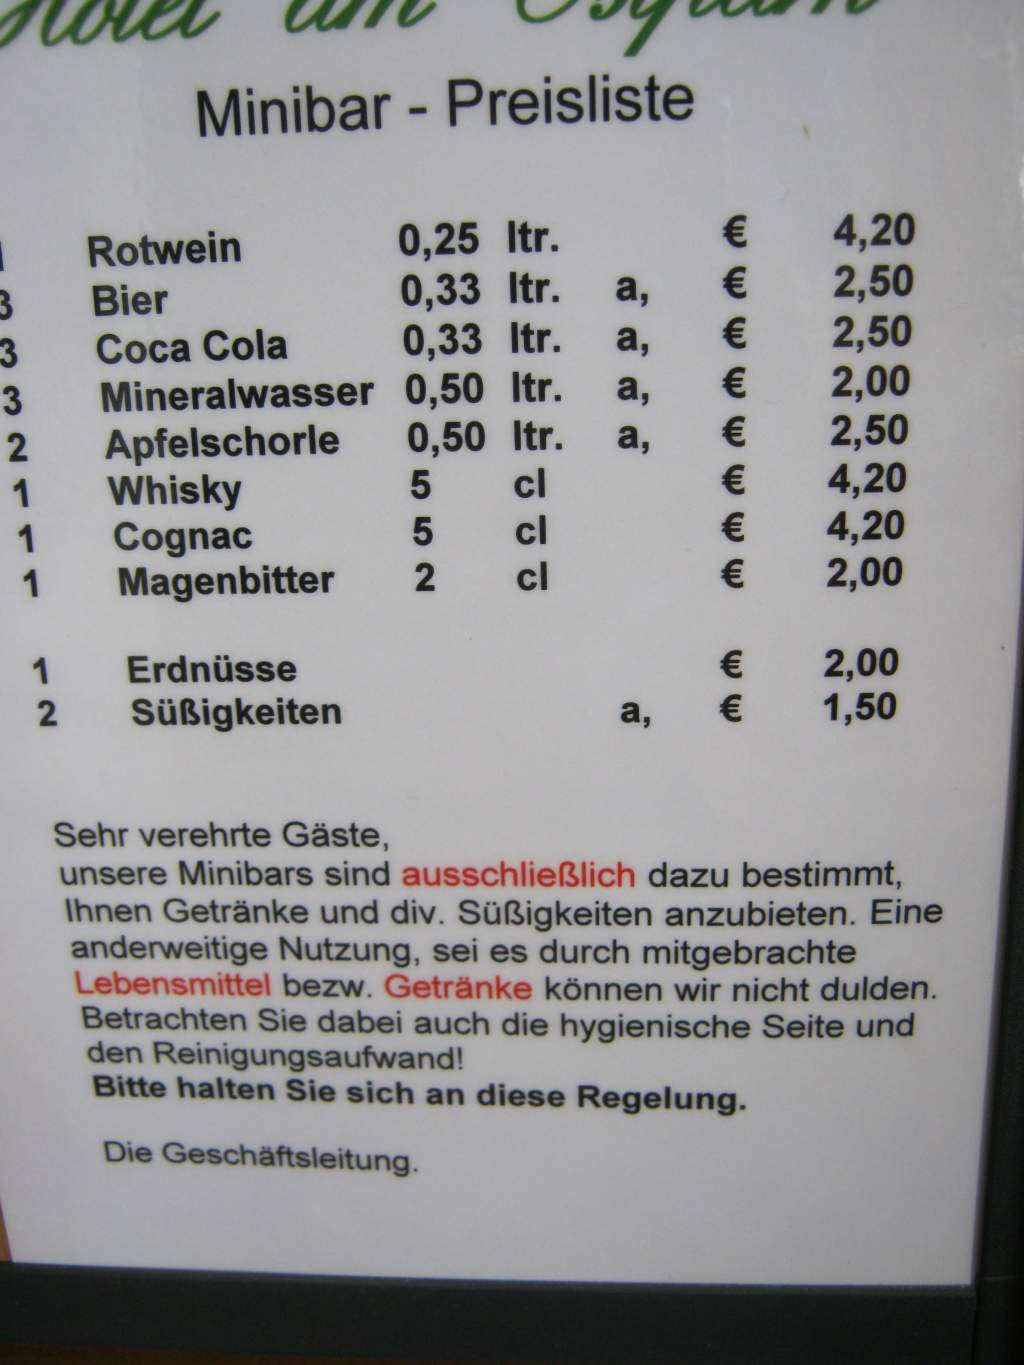 Hotel am
Minibar - Preisliste
Rotwein 0,25 ltr. € 4,20
3 Bier 0,33 ltr. a, € 2,50
3 Coca Cola 0,33 ltr. a, € 2,50
3 Mineralwasser 0,50 ltr. a, € 2,00
2 Apfelschorle 0,50 ltr. a, € 2,50
1 Whisky 5 cl € 4,20
1 Cognac 5 cl € 4,20
1 Magenbitter 2 cl € 2,00
1 Erdnüsse € 2,00
2 Süßigkeiten a, € 1,50
Sehr verehrte Gäste,
unsere Minibars sind ausschließlich dazu bestimmt,
Ihnen Getränke und div. Süßigkeiten anzubieten. Eine
anderweitige Nutzung, sei es durch mitgebrachte
Lebensmittel bezw. Getränke können wir nicht dulden.
Betrachten Sie dabei auch die hygienische Seite und
den Reinigungsaufwand!
Bitte halten Sie sich an diese Regelung.
Die Geschäftsleitung.